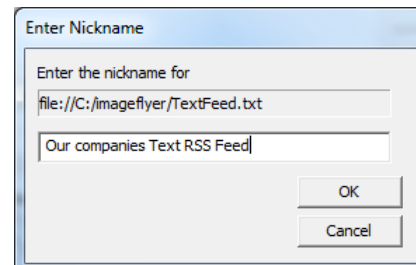 Enter Nickname
Enter the nickname for
file://C:/imageflyer/TextFeed.txt
Our companies Text RSS Feed
OK
Cancel